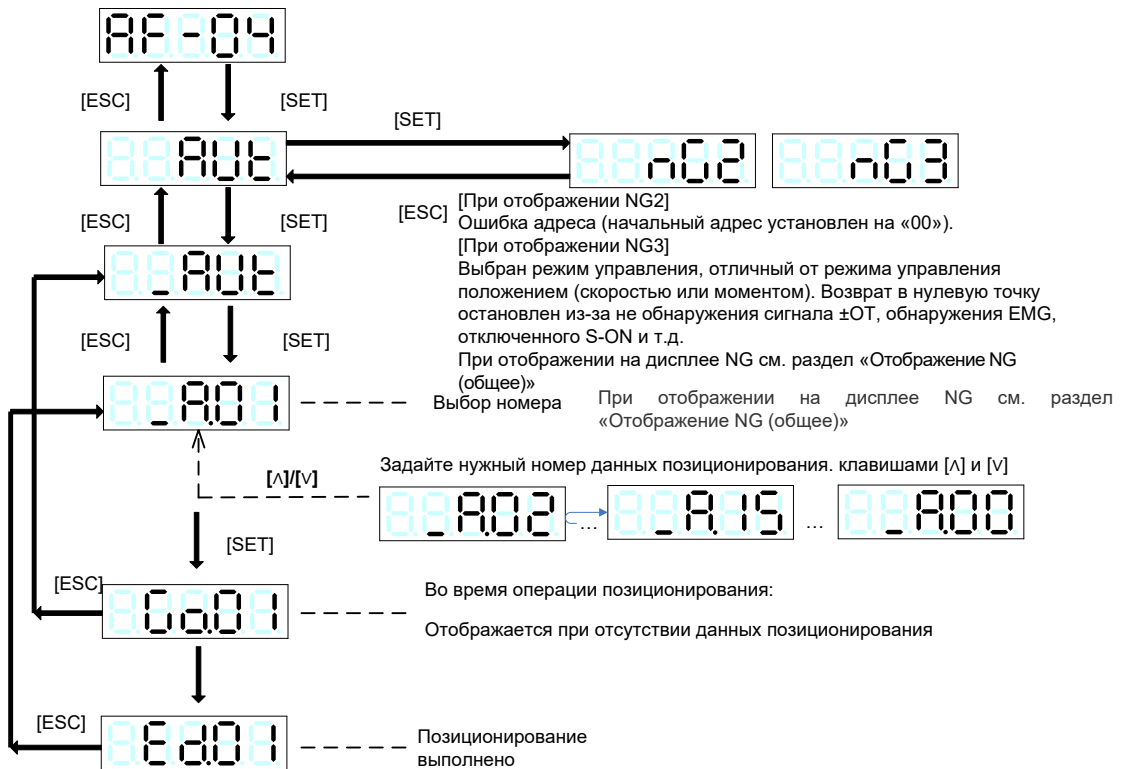 AF-04
[ESC]
[SET]
[SET]
AUt
nG2
nG3
[ESC]
[SET]
[ESC]
[При отображении NG2]
Ошибка адреса (начальный адрес установлен на «00»).
[При отображении NG3]
Выбран режим управления, отличный от режима управления
положением (скоростью или моментом). Возврат в нулевую точку
остановлен из-за не обнаружения сигнала ±OT, обнаружения EMG,
отключенного S-ON и т.д.
При отображении на дисплее NG см. раздел «Отображение NG
(общее)»
_AUt
[ESC]
[SET]
_A.01
Выбор номера
При отображении на дисплее NG см. раздел
«Отображение NG (общее)»
[∧]/[∨]
Задайте нужный номер данных позиционирования. клавишами [∧] и [∨]
_A.02
...
_A.15
...
_A.00
[SET]
[ESC]
Go.01
Во время операции позиционирования:
Отображается при отсутствии данных позиционирования
[ESC]
Ed.01
Позиционирование
выполнено